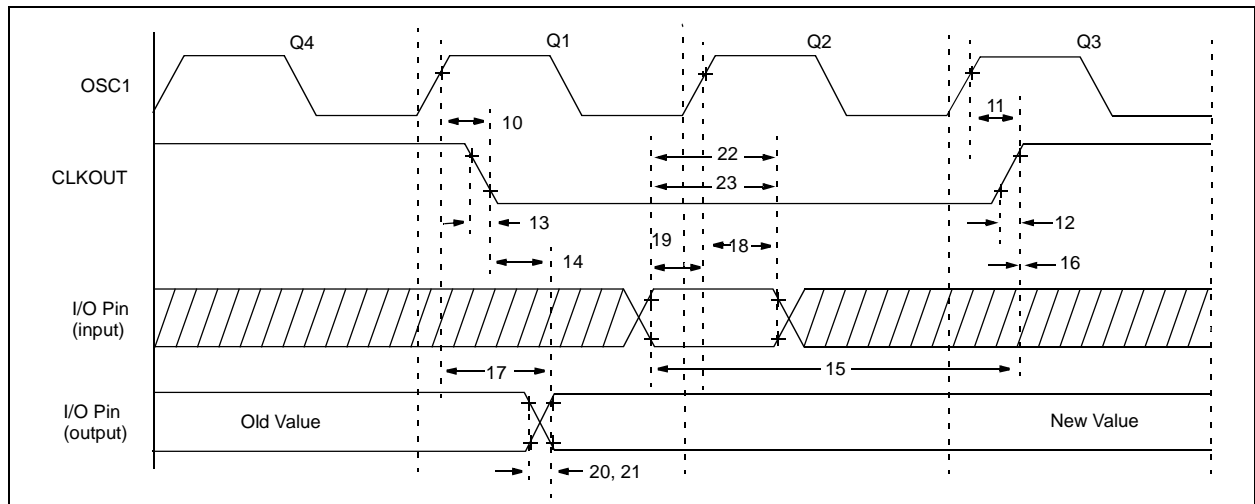 Q4 Q1 Q2 Q3
OSC1
10 11
22
CLKOUT
23
13 12
19 18
14 16
I/O Pin
(input)
17 15
I/O Pin
(output)
Old Value New Value
20, 21